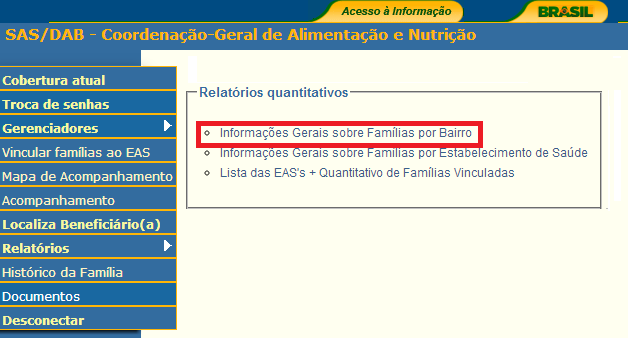 Acesso à Informação
BRASIL
SAS/DAB - Coordenação-Geral de Alimentação e Nutrição
Cobertura atual
Troca de senhas
Gerenciadores
Vincular famílias ao EAS
Mapa de Acompanhamento
Acompanhamento
Localiza Beneficiário(a)
Relatórios
Histórico da Família
Documentos
Desconectar
Relatórios quantitativos
Informações Gerais sobre Famílias por Bairro
Informações Gerais sobre Famílias por Estabelecimento de Saúde
Lista das EAS's + Quantitativo de Famílias Vinculadas